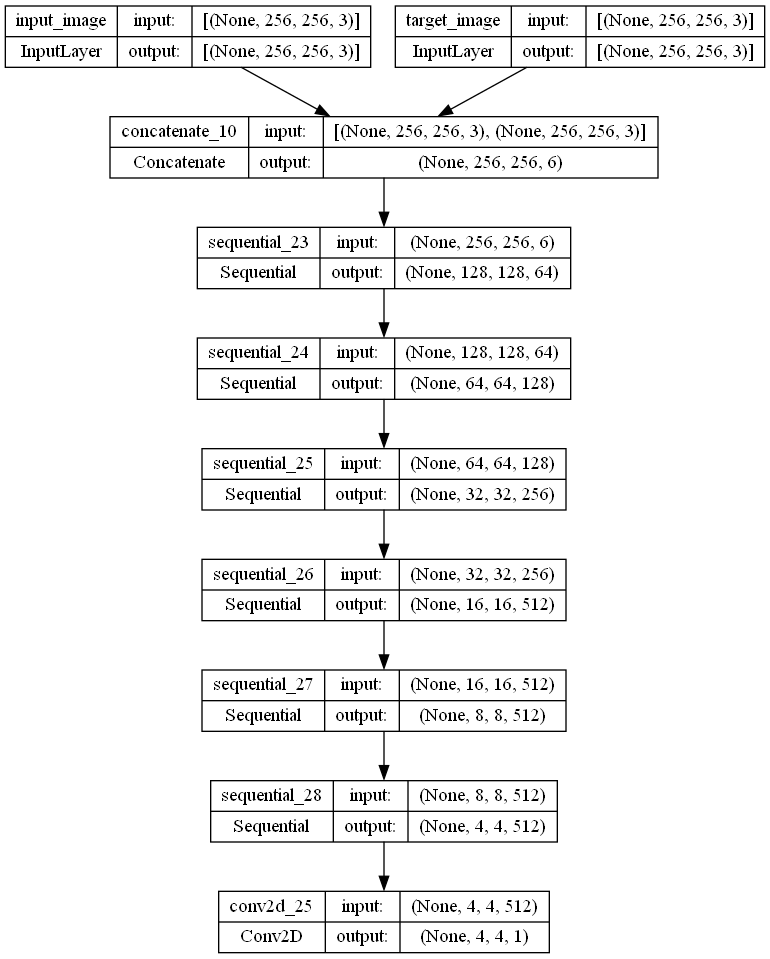 input_image input: [(None, 256, 256, 3)]
InputLayer output: [(None, 256, 256, 3)]
target_image input: [(None, 256, 256, 3)]
InputLayer output: [(None, 256, 256, 3)]
concatenate_10 input: [(None, 256, 256, 3), (None, 256, 256, 3)]
Concatenate output: (None, 256, 256, 6)
sequential_23 input: (None, 256, 256, 6)
Sequential output: (None, 128, 128, 64)
sequential_24 input: (None, 128, 128, 64)
Sequential output: (None, 64, 64, 128)
sequential_25 input: (None, 64, 64, 128)
Sequential output: (None, 32, 32, 256)
sequential_26 input: (None, 32, 32, 256)
Sequential output: (None, 16, 16, 512)
sequential_27 input: (None, 16, 16, 512)
Sequential output: (None, 8, 8, 512)
sequential_28 input: (None, 8, 8, 512)
Sequential output: (None, 4, 4, 512)
conv2d_25 input: (None, 4, 4, 512)
Conv2D output: (None, 4, 4, 1)